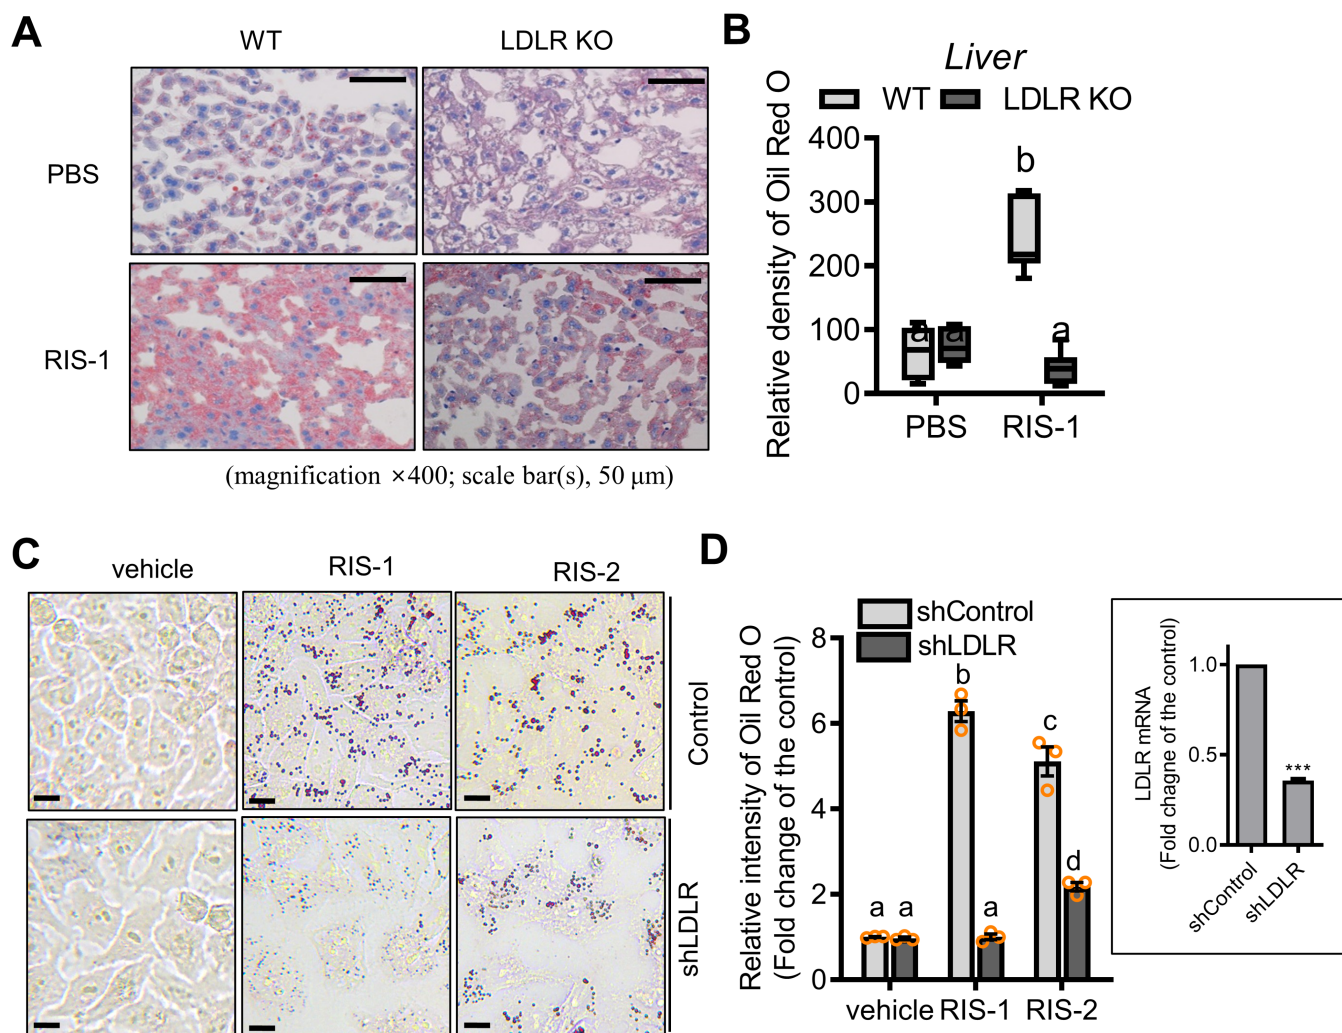 A
WT
LDLR KO
PBS
RIS-1
(magnification ×400; scale bar(s), 50 μm)
B
Liver
WT
LDLR KO
Relative density of Oil Red O
400
300
200
100
0
a
a
b
a
PBS
RIS-1
C
vehicle
RIS-1
RIS-2
Control
shLDLR
D
shControl
shLDLR
Relative intensity of Oil Red O
(Fold change of the control)
8
6
4
2
0
a
a
b
a
c
d
vehicle
RIS-1
RIS-2
LDLR mRNA
(Fold chagne of the control)
1.0
0.5
0.0
***
shControl
shLDLR